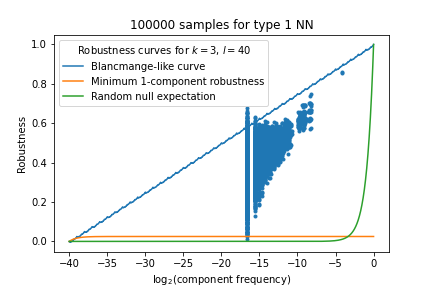 100000 samples for type 1 NN
Robustness curves for k = 3, l = 40
Blancmange-like curve
Minimum 1-component robustness
Random null expectation
Robustness
1.0
0.8
0.6
0.4
0.2
0.0
−40 −35 −30 −25 −20 −15 −10 −5 0
log₂(component frequency)